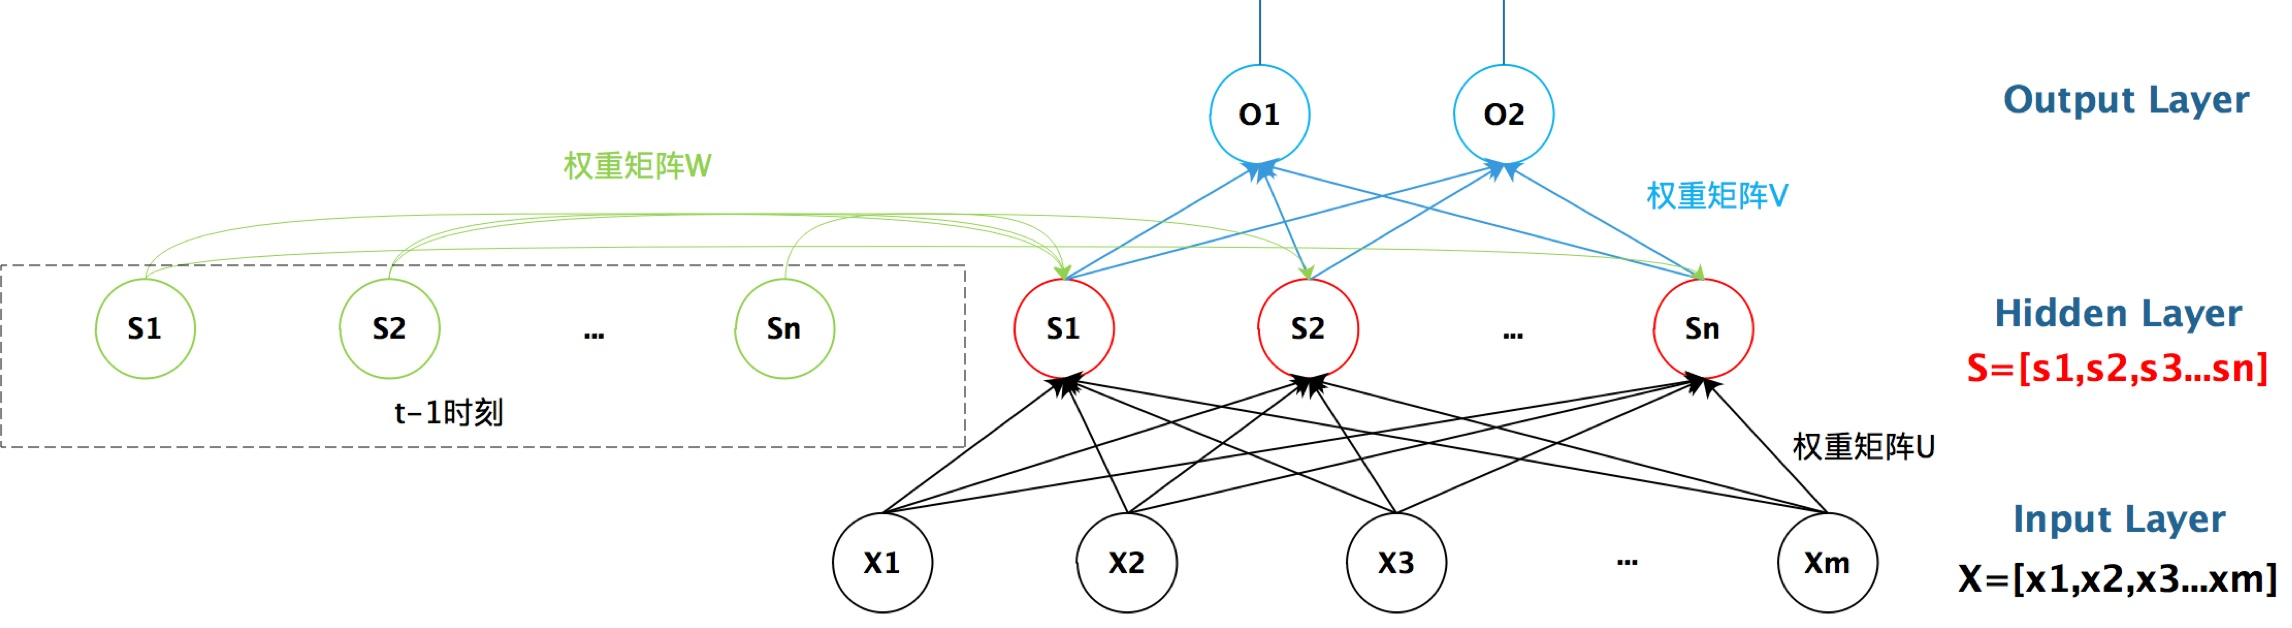 O1
O2
Output Layer
权重矩阵W
权重矩阵V
S1
S2
...
Sn
S1
S2
...
Sn
Hidden Layer
S=[s1,s2,s3...sn]
t-1时刻
权重矩阵U
Input Layer
X1
X2
X3
...
Xm
X=[x1,x2,x3...xm]